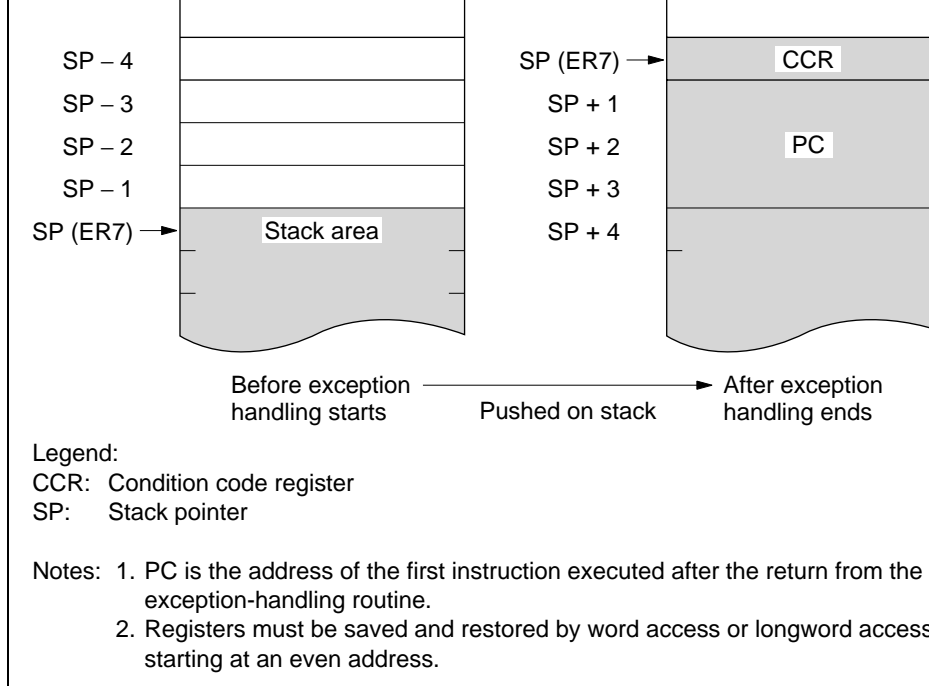 SP – 4
SP – 3
SP – 2
SP – 1
SP (ER7)
Stack area
SP (ER7)
SP + 1
SP + 2
SP + 3
SP + 4
CCR
PC
Before exception
handling starts
Pushed on stack
After exception
handling ends
Legend:
CCR: Condition code register
SP: Stack pointer
Notes: 1. PC is the address of the first instruction executed after the return from the
exception-handling routine.
2. Registers must be saved and restored by word access or longword access
starting at an even address.